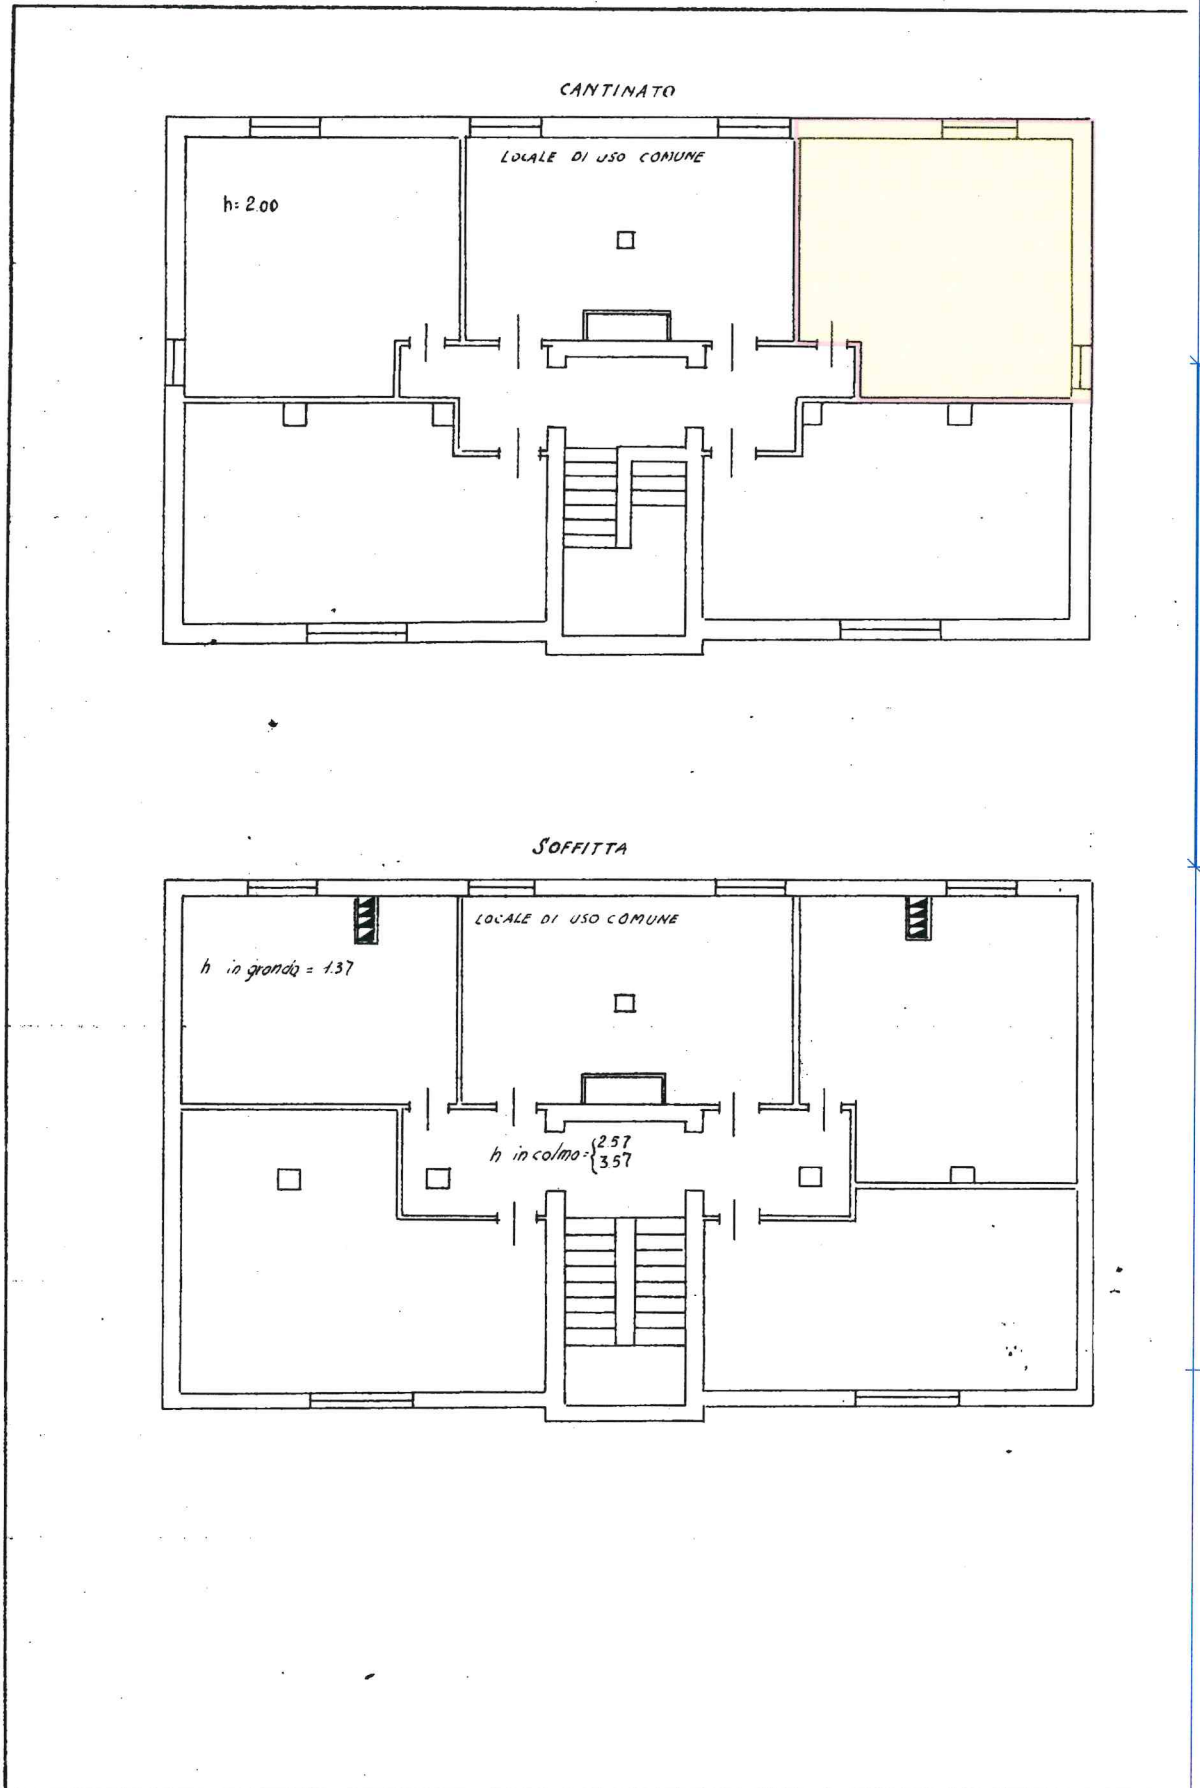 CANTINATO
LOCALE DI USO COMUNE
h= 2.00
SOFFITTA
LOCALE DI USO COMUNE
h in gronda = 1.37
h in colmo = { 2.57
3.57